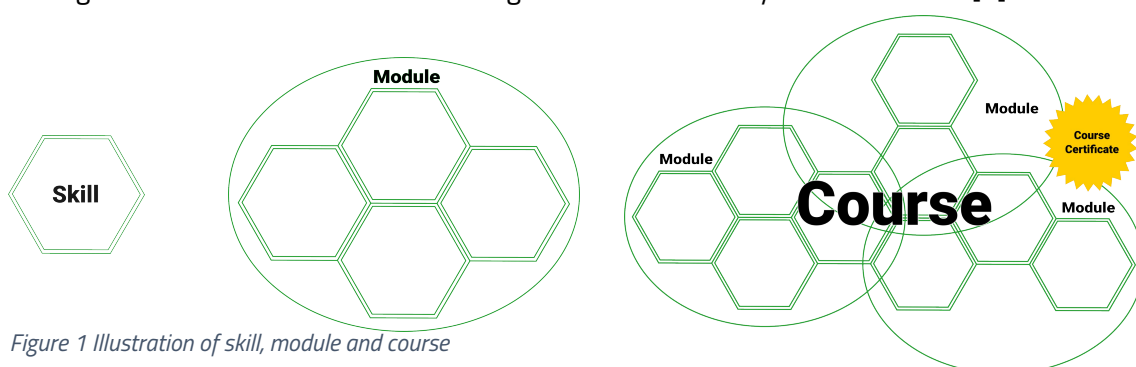 Module
Module
Course
Certificate
Module
Skill
Course
Module
Figure 1 Illustration of skill, module and course